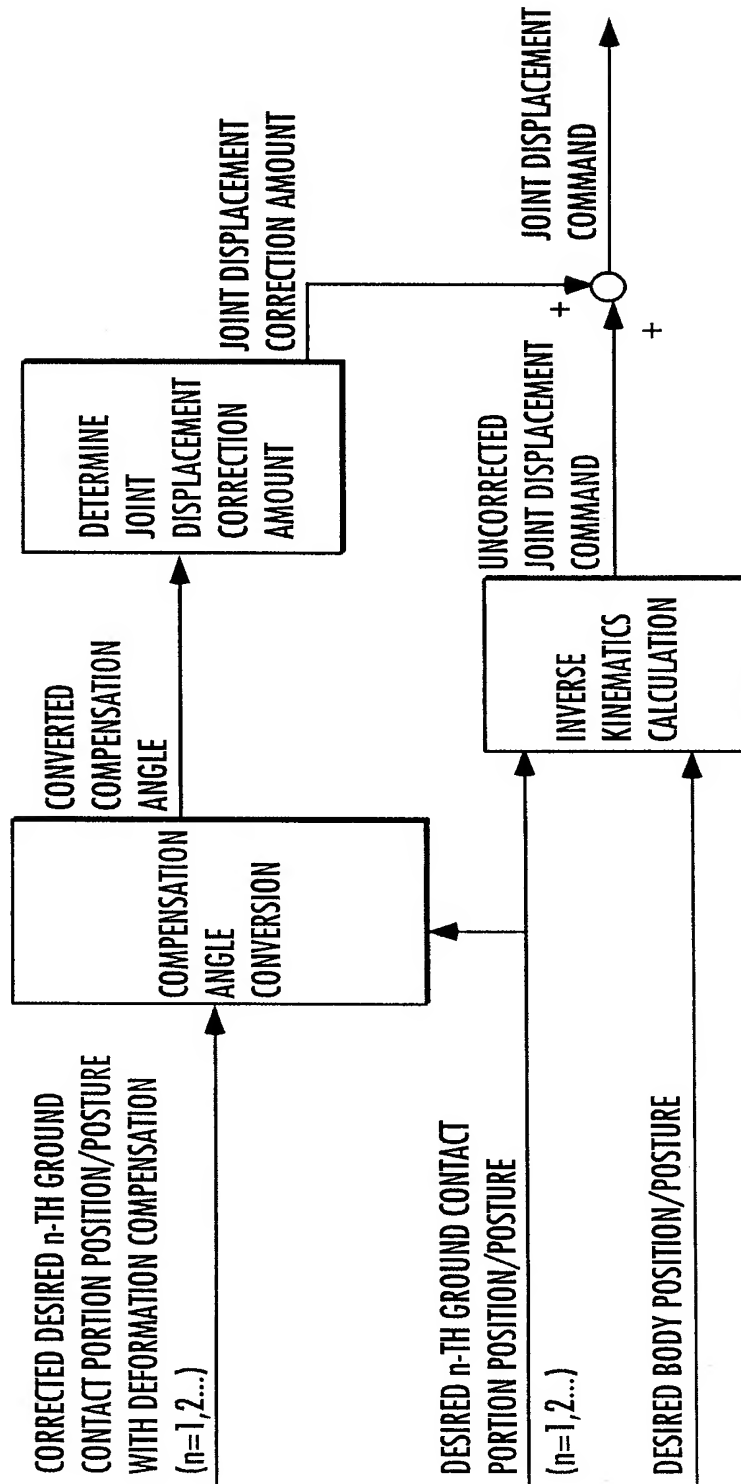 CORRECTED DESIRED n-TH GROUND
CONTACT PORTION POSITION/POSTURE
WITH DEFORMATION COMPENSATION
(n=1,2...)
COMPENSATION
ANGLE
CONVERSION
CONVERTED
COMPENSATION
ANGLE
DETERMINE
JOINT
DISPLACEMENT
CORRECTION
AMOUNT
JOINT DISPLACEMENT
CORRECTION AMOUNT
DESIRED n-TH GROUND CONTACT
PORTION POSITION/POSTURE
(n=1,2...)
DESIRED BODY POSITION/POSTURE
INVERSE
KINEMATICS
CALCULATION
UNCORRECTED
JOINT DISPLACEMENT
COMMAND
+
+
JOINT DISPLACEMENT
COMMAND